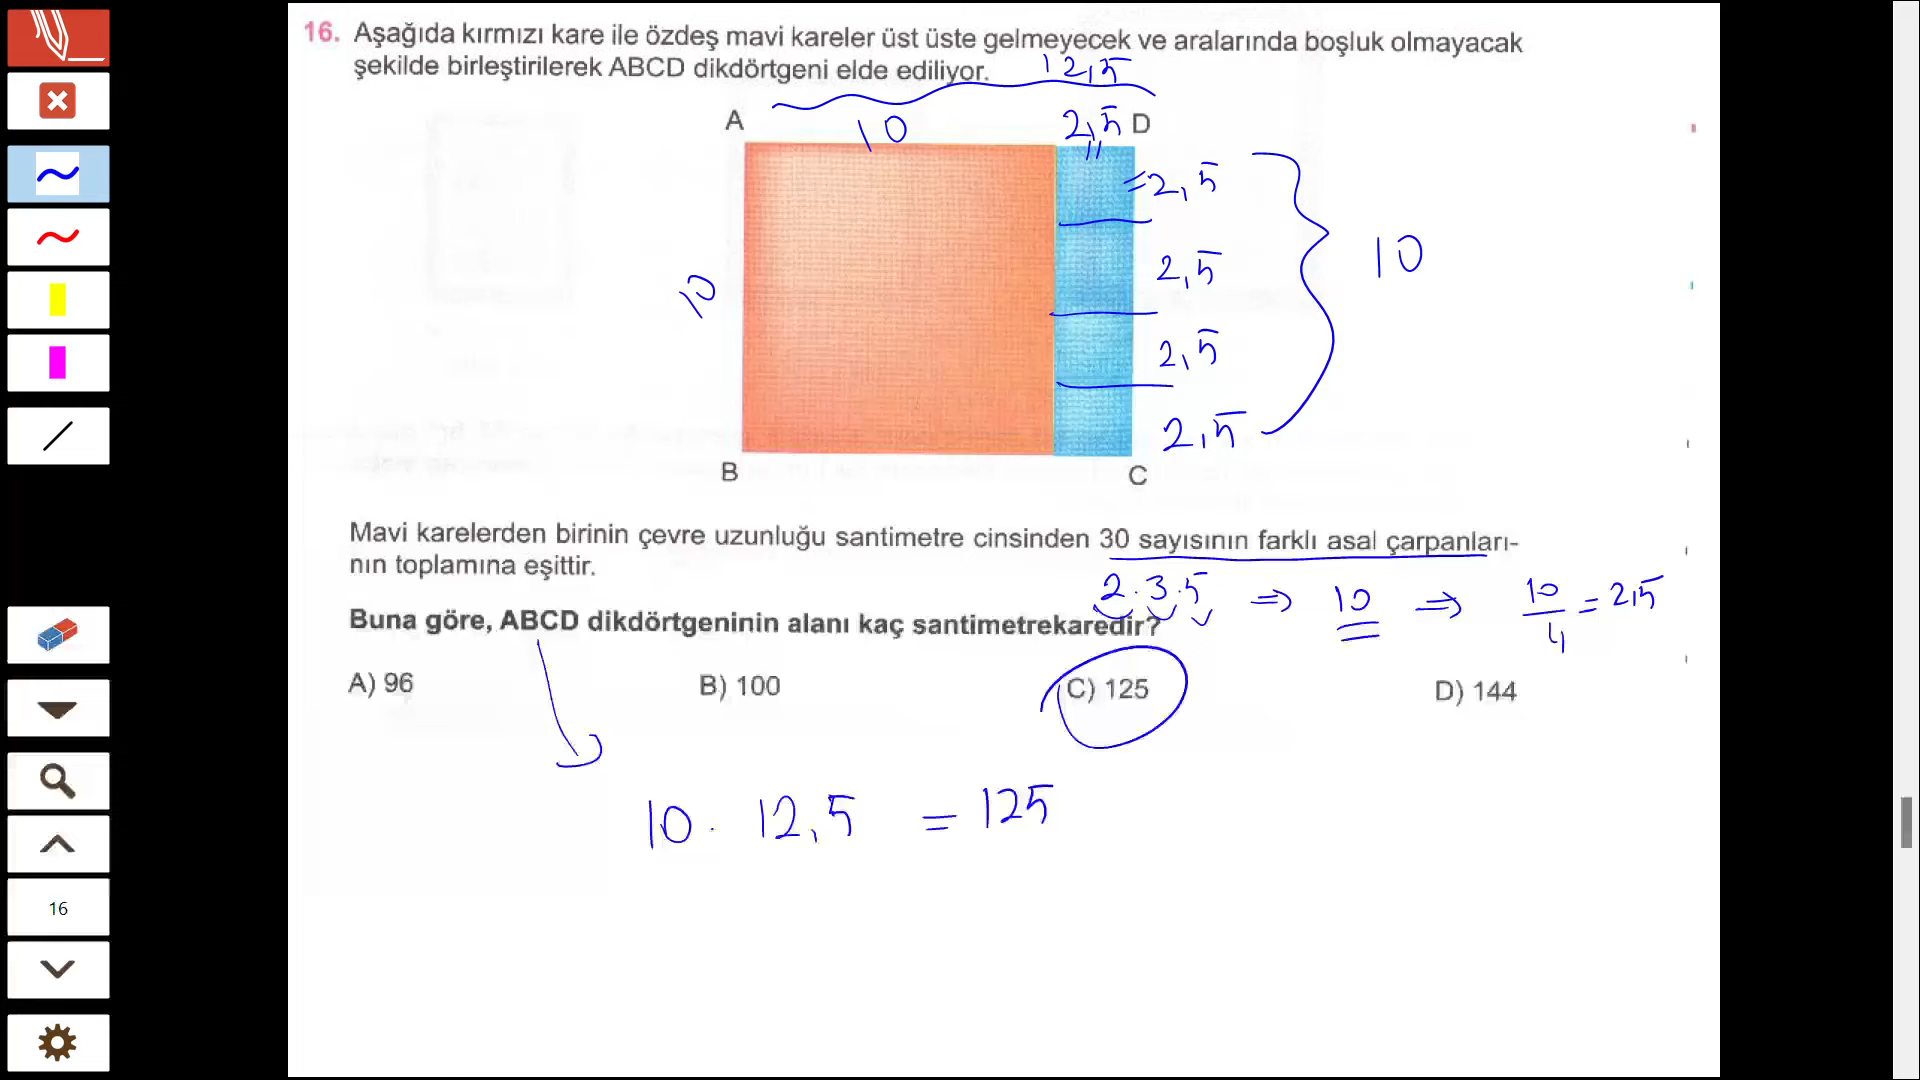 16. Aşağıda kırmızı kare ile özdeş mavi kareler üst üste gelmeyecek ve aralarında boşluk olmayacak
şekilde birleştirilerek ABCD dikdörtgeni elde ediliyor.
12,5
A
10
2,5
D
= 2,5
2,5
10
10
2,5
2,5
B
C
Mavi karelerden birinin çevre uzunluğu santimetre cinsinden 30 sayısının farklı asal çarpanları-
nın toplamına eşittir.
2.3.5 ⇒ 10 ⇒ 10/4 = 2,5
Buna göre, ABCD dikdörtgeninin alanı kaç santimetrekaredir?
A) 96
B) 100
C) 125
D) 144
10 . 12,5 = 125
16